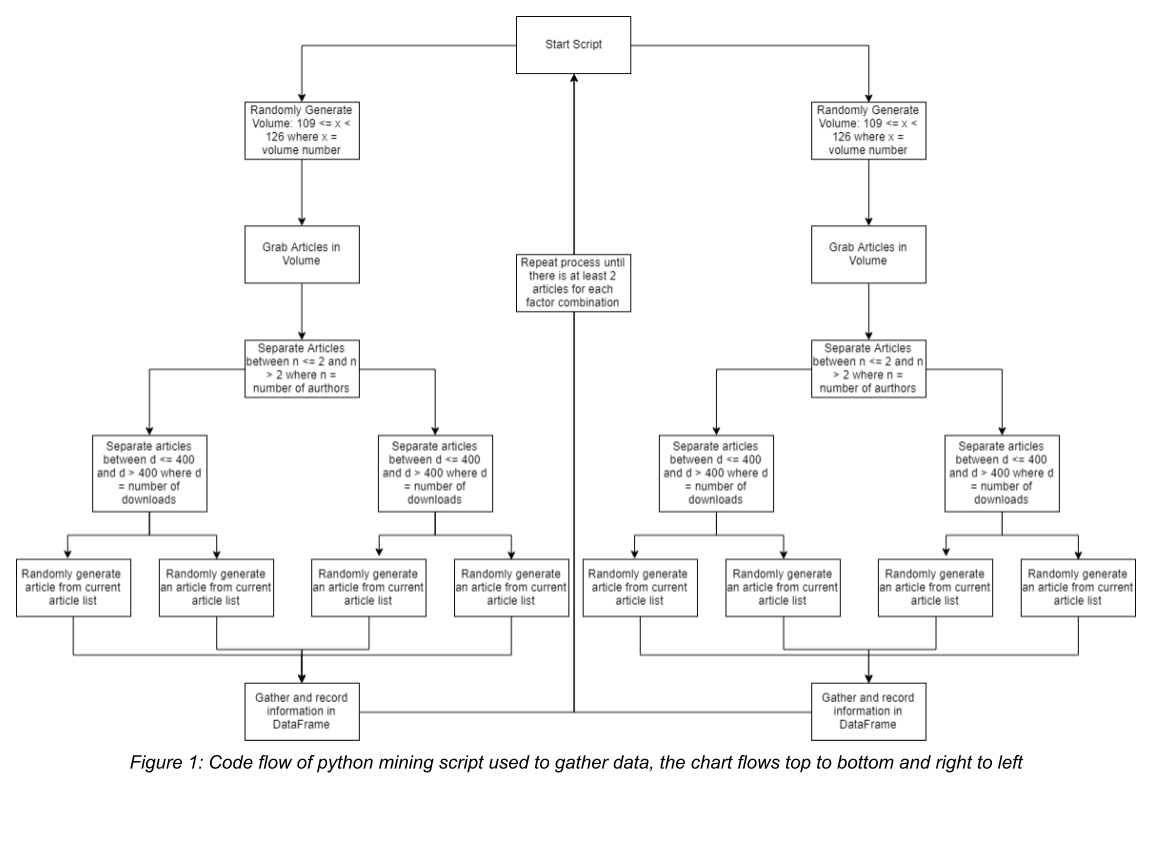 Start Script
Randomly Generate
Volume: 109 <= x <
126 where x =
volume number
Randomly Generate
Volume: 109 <= x <
126 where x =
volume number
Grab Articles in
Volume
Repeat process until
there is at least 2
articles for each
factor combination
Grab Articles in
Volume
Separate Articles
between n <= 2 and n
> 2 where n =
number of aurthors
Separate Articles
between n <= 2 and n
> 2 where n =
number of aurthors
Separate articles
between d <= 400
and d > 400 where d
= number of
downloads
Separate articles
between d <= 400
and d > 400 where d
= number of
downloads
Separate articles
between d <= 400
and d > 400 where d
= number of
downloads
Separate articles
between d <= 400
and d > 400 where d
= number of
downloads
Randomly generate
article from current
article list
Randomly generate
an article from current
article list
Randomly generate
an article from current
article list
Randomly generate
an article from current
article list
Randomly generate
article from current
article list
Randomly generate
an article from current
article list
Randomly generate
an article from current
article list
Randomly generate
an article from current
article list
Gather and record
information in
DataFrame
Gather and record
information in
DataFrame
Figure 1: Code flow of python mining script used to gather data, the chart flows top to bottom and right to left